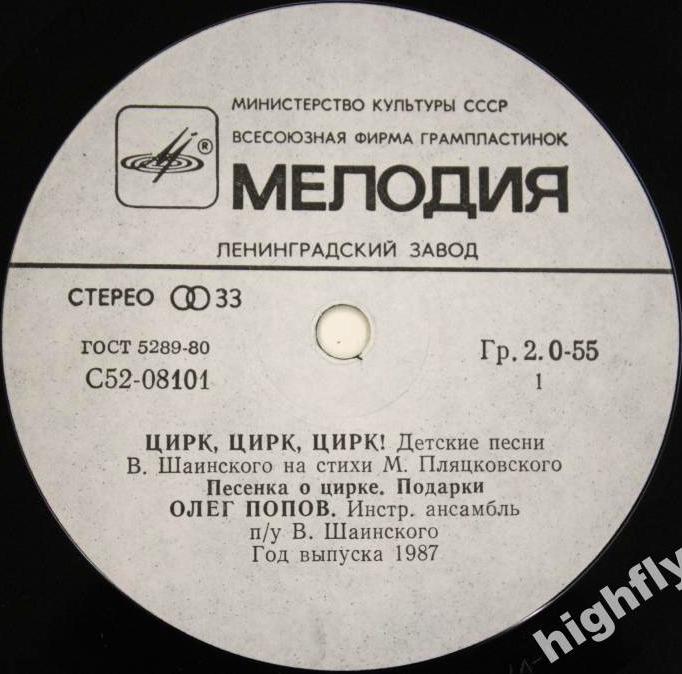 МИНИСТЕРСТВО КУЛЬТУРЫ СССР
ВСЕСОЮЗНАЯ ФИРМА ГРАМПЛАСТИНОК
®
МЕЛОДИЯ
ЛЕНИНГРАДСКИЙ ЗАВОД
СТЕРЕО 33
ГОСТ 5289-80
Гр. 2. 0-55
С52-08101
1
ЦИРК, ЦИРК, ЦИРК! Детские песни
В. Шаинского на стихи М. Пляцковского
Песенка о цирке. Подарки
ОЛЕГ ПОПОВ. Инстр. ансамбль
п/у В. Шаинского
Год выпуска 1987
highfly